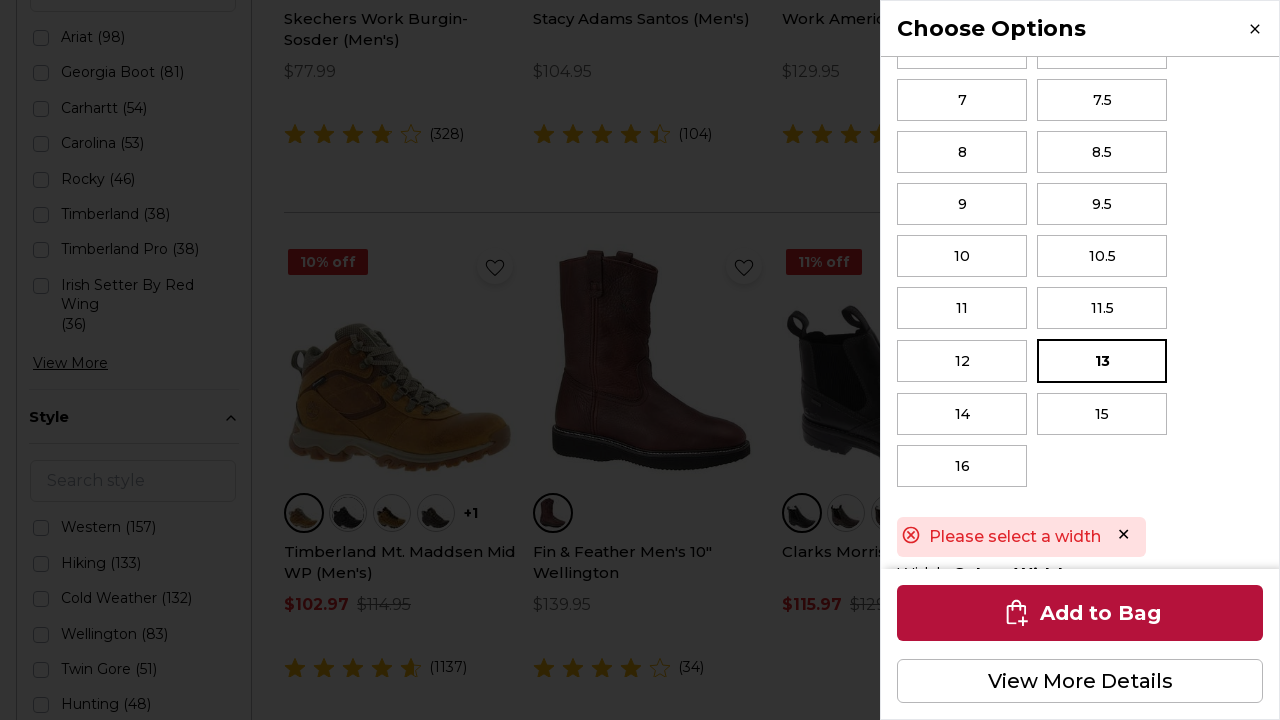 Skechers Work Burgin-
Sosder (Men's)
$77.99
(328)
Stacy Adams Santos (Men's)
$104.95
(104)
$129.95
Ariat (98)
Georgia Boot (81)
Carhartt (54)
Carolina (53)
Rocky (46)
Timberland (38)
Timberland Pro (38)
Irish Setter By Red
Wing
(36)
View More
Style
Search style
Western (157)
Hiking (133)
Cold Weather (132)
Wellington (83)
Twin Gore (51)
Hunting (48)
10% off
+1
Timberland Mt. Maddsen Mid
WP (Men's)
$102.97 $114.95
(1137)
Fin & Feather Men's 10"
Wellington
$139.95
(34)
11% off
Clarks Morris
$115.97
Choose Options
7
7.5
8
8.5
9
9.5
10
10.5
11
11.5
12
13
14
15
16
Please select a width
Add to Bag
View More Details